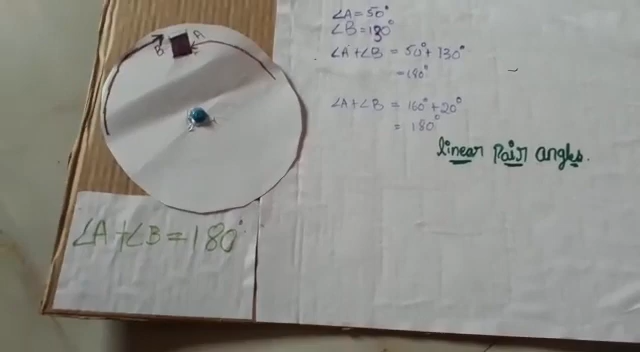 B
A
∠A = 50°
∠B = 130°
∠A + ∠B = 50° + 130°
= 180°
∠A + ∠B = 160° + 20°
= 180°
linear Pair angles.
∠A + ∠B = 180°